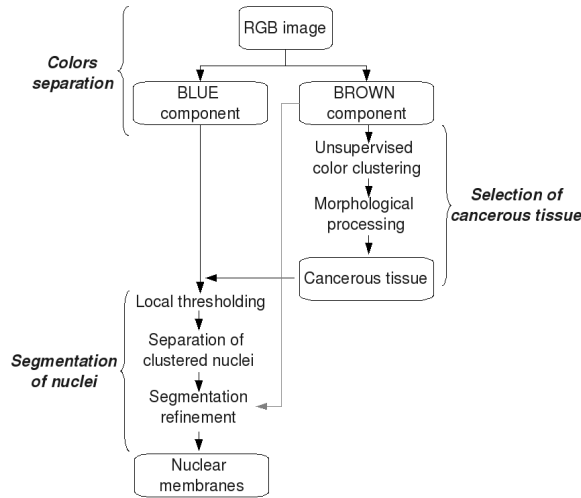 RGB image
Colors
separation
BLUE
component
BROWN
component
Unsupervised
color clustering
Morphological
processing
Selection of
cancerous tissue
Cancerous tissue
Local thresholding
Separation of
clustered nuclei
Segmentation
of nuclei
Segmentation
refinement
Nuclear
membranes